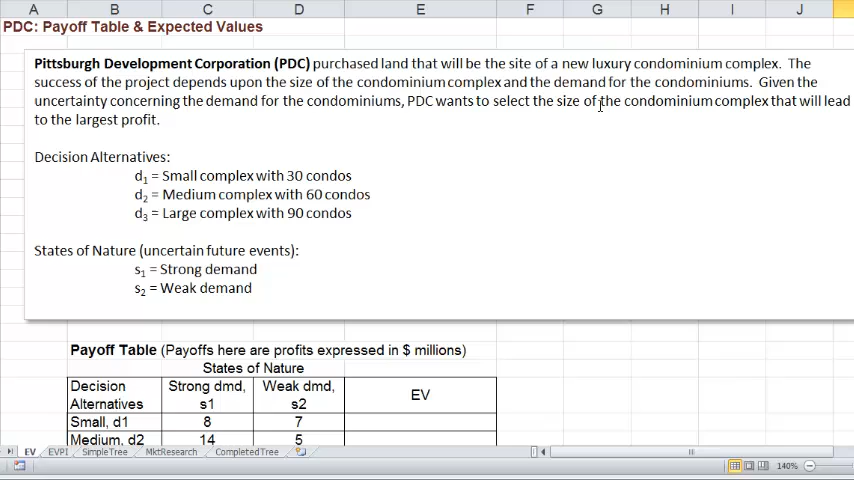 A B C D E F G H I J
PDC: Payoff Table & Expected Values
Pittsburgh Development Corporation (PDC) purchased land that will be the site of a new luxury condominium complex. The
success of the project depends upon the size of the condominium complex and the demand for the condominiums. Given the
uncertainty concerning the demand for the condominiums, PDC wants to select the size of the condominium complex that will lead
to the largest profit.
Decision Alternatives:
d1 = Small complex with 30 condos
d2 = Medium complex with 60 condos
d3 = Large complex with 90 condos
States of Nature (uncertain future events):
s1 = Strong demand
s2 = Weak demand
Payoff Table (Payoffs here are profits expressed in $ millions)
States of Nature
Decision Alternatives Strong dmd, s1 Weak dmd, s2 EV
Small, d1 8 7
Medium, d2 14 5
EV EVPI SimpleTree MktResearch CompletedTree
140%